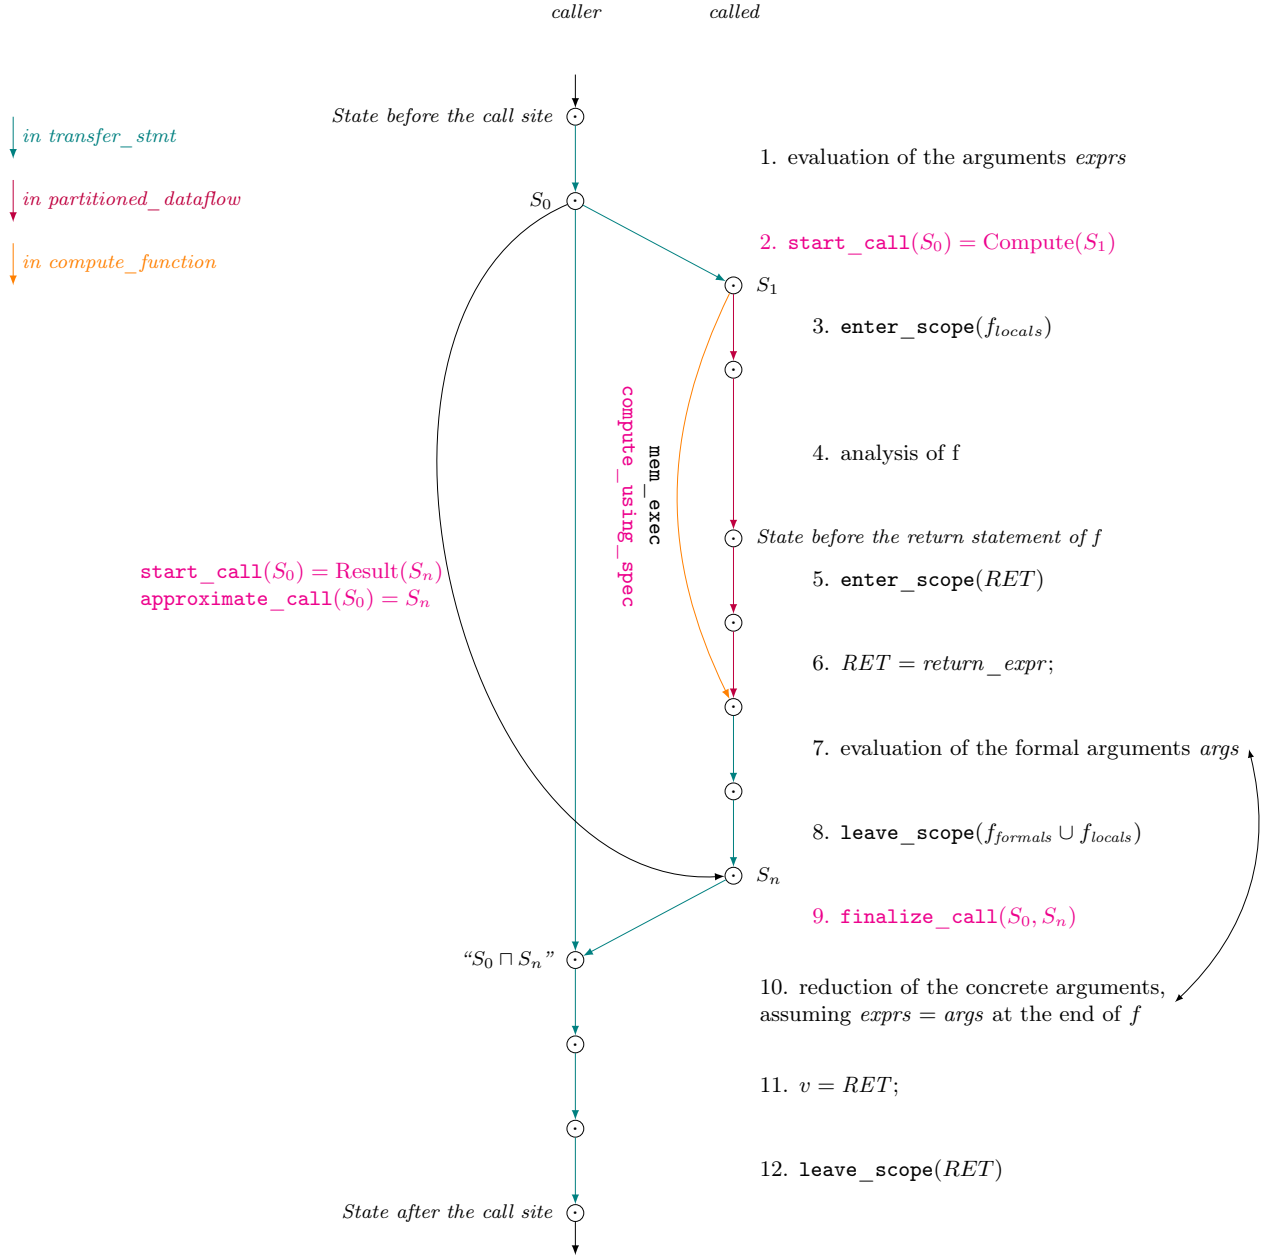 caller called
State before the call site
in transfer_stmt
1. evaluation of the arguments exprs
in partitioned_dataflow
S₀
2. start_call(S₀) = Compute(S₁)
in compute_function
S₁
3. enter_scope(f_locals)
compute_using_spec
mem_exec
4. analysis of f
State before the return statement of f
start_call(S₀) = Result(Sₙ)
approximate_call(S₀) = Sₙ
5. enter_scope(RET)
6. RET = return_expr;
7. evaluation of the formal arguments args
8. leave_scope(f_formals ∪ f_locals)
Sₙ
9. finalize_call(S₀, Sₙ)
“S₀ ⊓ Sₙ”
10. reduction of the concrete arguments,
assuming exprs = args at the end of f
11. v = RET;
12. leave_scope(RET)
State after the call site